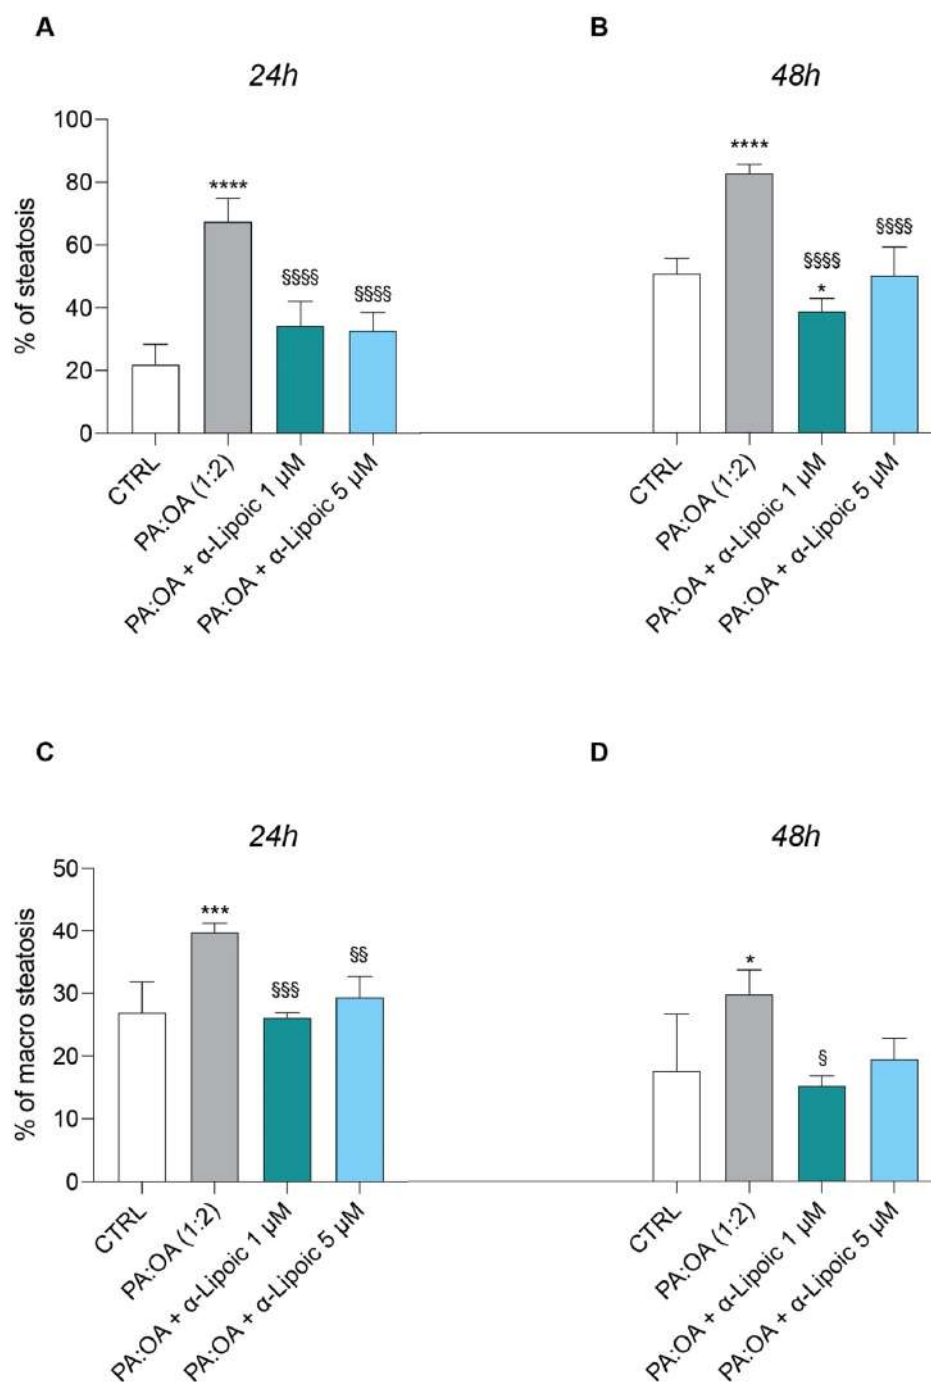 A
B
24h
48h
% of steatosis
100
80
60
40
20
0
****
§§§§
§§§§
****
§§§§
*
§§§§
CTRL
PA:OA (1:2)
PA:OA + α-Lipoic 1 μM
PA:OA + α-Lipoic 5 μM
CTRL
PA:OA (1:2)
PA:OA + α-Lipoic 1 μM
PA:OA + α-Lipoic 5 μM
C
D
24h
48h
% of macro steatosis
50
40
30
20
10
0
***
§§§
§§
*
§
CTRL
PA:OA (1:2)
PA:OA + α-Lipoic 1 μM
PA:OA + α-Lipoic 5 μM
CTRL
PA:OA (1:2)
PA:OA + α-Lipoic 1 μM
PA:OA + α-Lipoic 5 μM